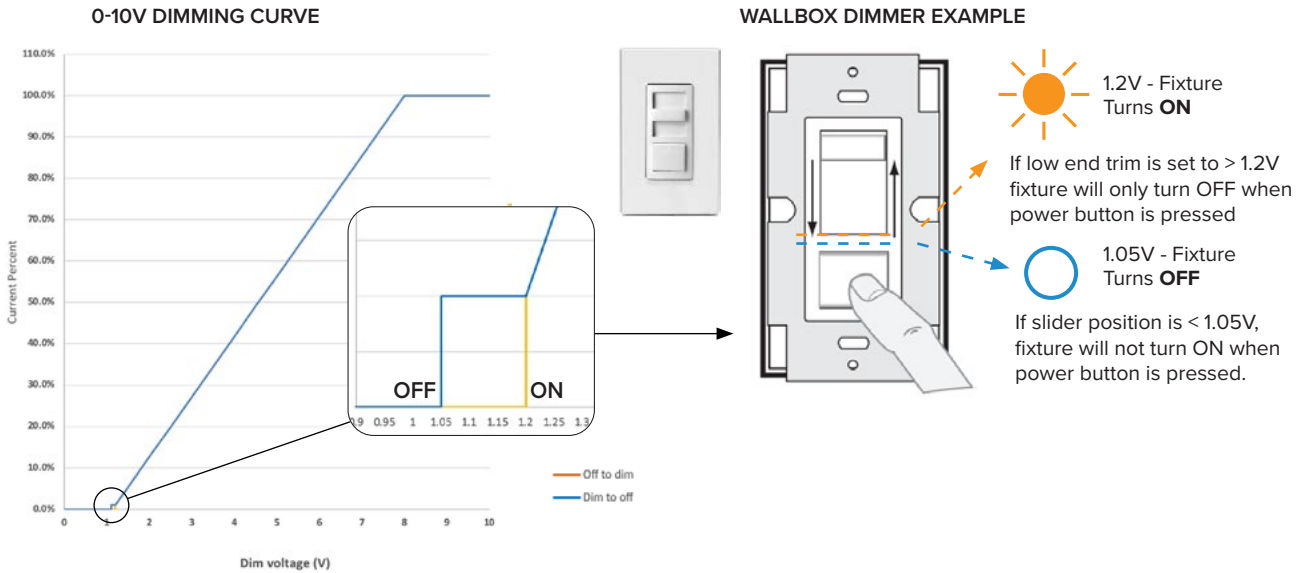 0-10V DIMMING CURVE
110.0%
100.0%
90.0%
80.0%
70.0%
60.0%
50.0%
40.0%
30.0%
20.0%
10.0%
0.0%
Current Percent
0 1 2 3 4 5 6 7 8 9 10
Dim voltage (V)
OFF ON
0.95 1 1.05 1.1 1.15 1.2 1.25 1.3
Off to dim
Dim to off
WALLBOX DIMMER EXAMPLE
1.2V - Fixture
Turns ON
If low end trim is set to > 1.2V
fixture will only turn OFF when
power button is pressed
1.05V - Fixture
Turns OFF
If slider position is < 1.05V,
fixture will not turn ON when
power button is pressed.